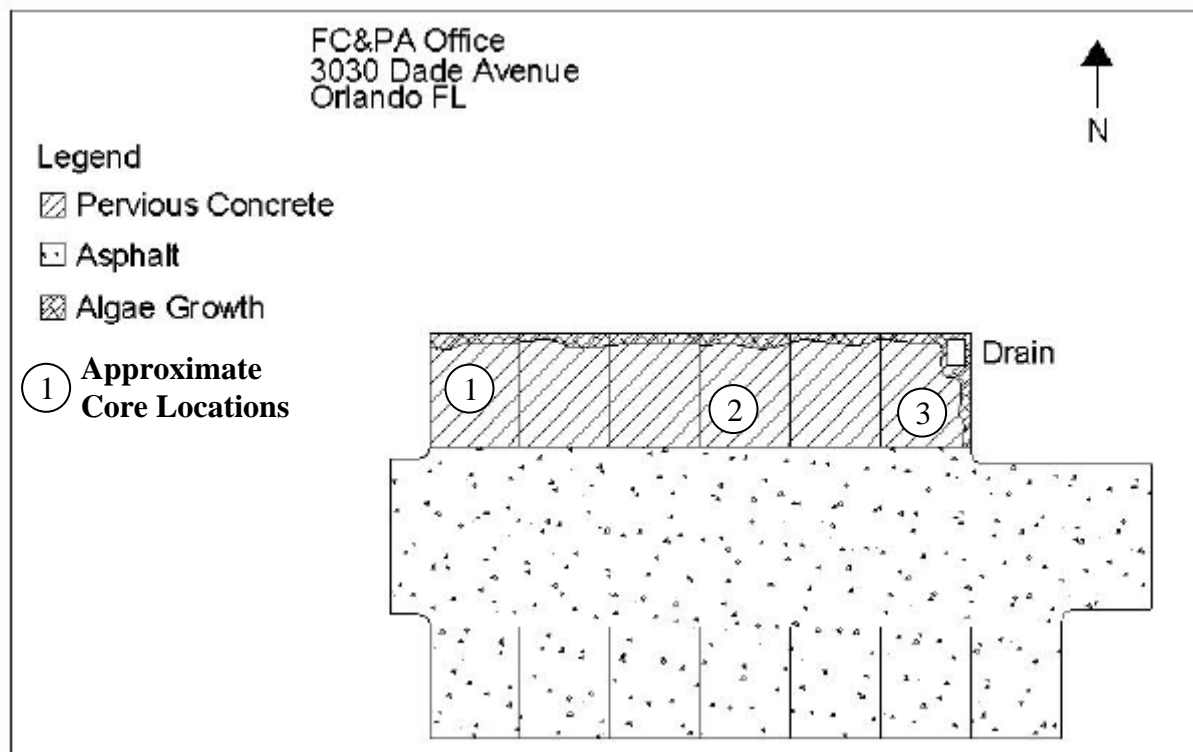 FC&PA Office
3030 Dade Avenue
Orlando FL
N
Legend
Pervious Concrete
Asphalt
Algae Growth
1 Approximate
Core Locations
Drain
1
2
3